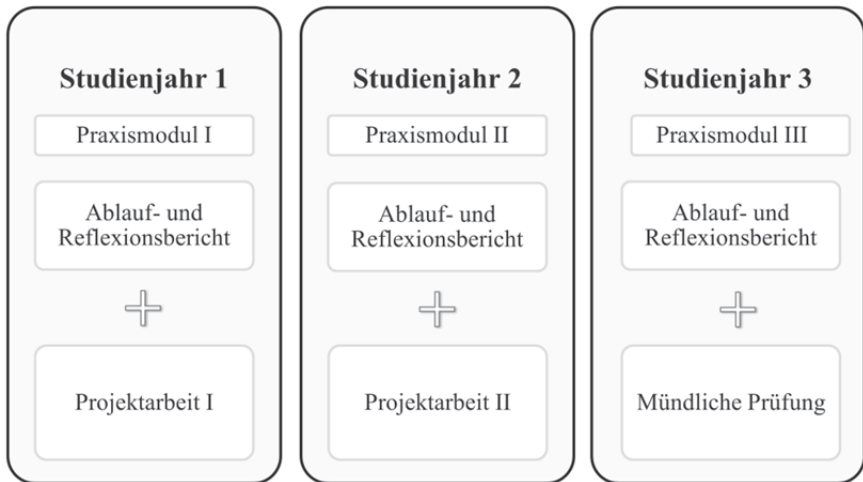 Studienjahr 1
Praxismodul I
Ablauf- und
Reflexionsbericht
Projektarbeit I
Studienjahr 2
Praxismodul II
Ablauf- und
Reflexionsbericht
Projektarbeit II
Studienjahr 3
Praxismodul III
Ablauf- und
Reflexionsbericht
Mündliche Prüfung